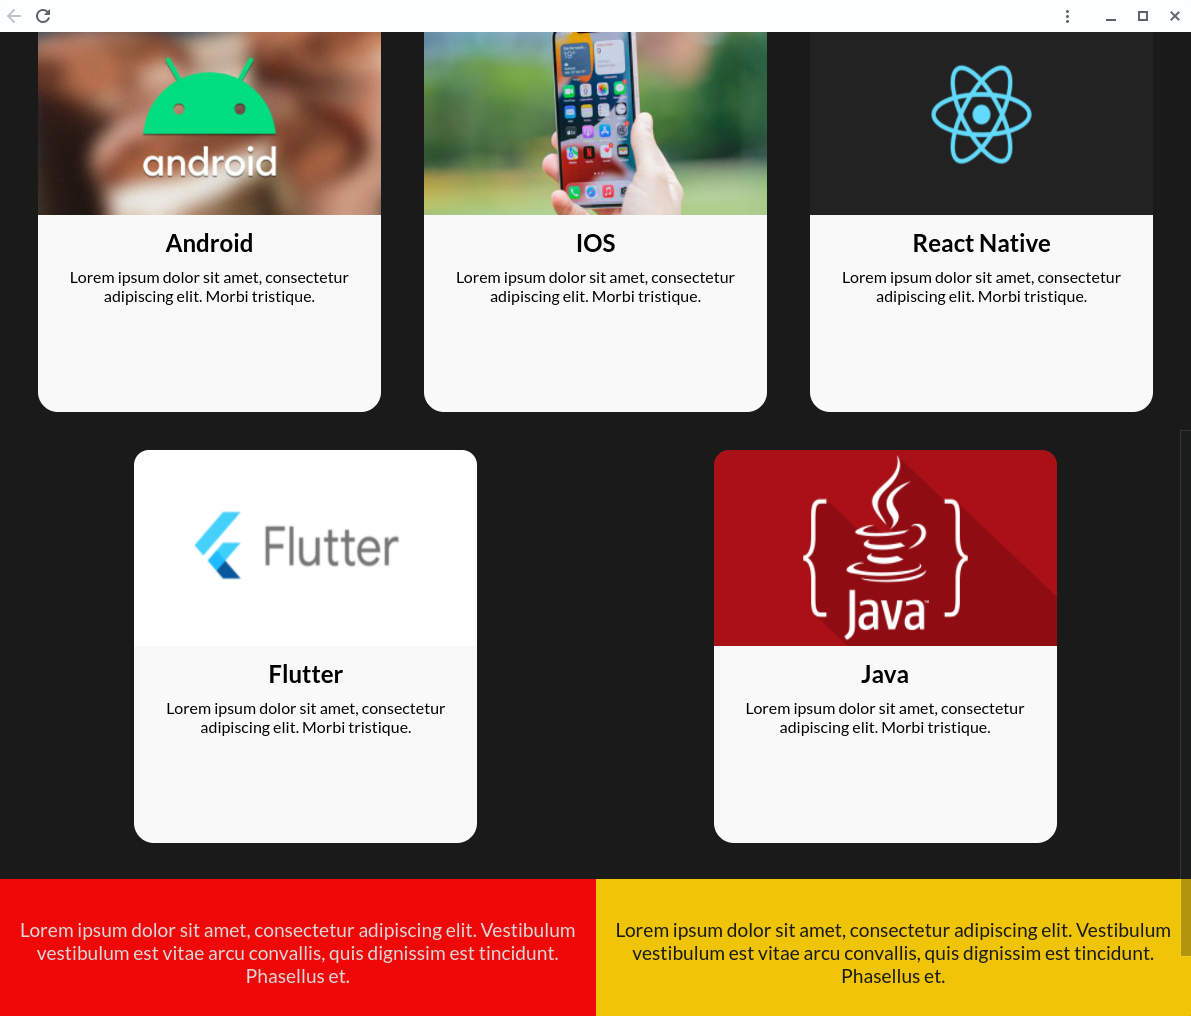 android
Android
Lorem ipsum dolor sit amet, consectetur
adipiscing elit. Morbi tristique.
IOS
Lorem ipsum dolor sit amet, consectetur
adipiscing elit. Morbi tristique.
React Native
Lorem ipsum dolor sit amet, consectetur
adipiscing elit. Morbi tristique.
Flutter
Flutter
Lorem ipsum dolor sit amet, consectetur
adipiscing elit. Morbi tristique.
{Java}™
Java
Lorem ipsum dolor sit amet, consectetur
adipiscing elit. Morbi tristique.
Lorem ipsum dolor sit amet, consectetur adipiscing elit. Vestibulum
vestibulum est vitae arcu convallis, quis dignissim est tincidunt.
Phasellus et.
Lorem ipsum dolor sit amet, consectetur adipiscing elit. Vestibulum
vestibulum est vitae arcu convallis, quis dignissim est tincidunt.
Phasellus et.